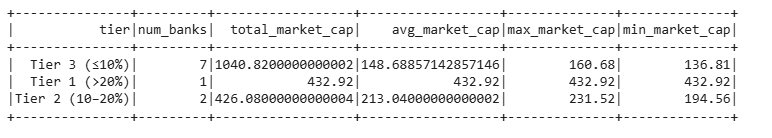 +---------------+---------+------------------+------------------+--------------+--------------+
|           tier|num_banks|  total_market_cap|    avg_market_cap|max_market_cap|min_market_cap|
+---------------+---------+------------------+------------------+--------------+--------------+
|  Tier 3 (≤10%)|        7|1040.8200000000002|148.68857142857146|        160.68|        136.81|
|  Tier 1 (>20%)|        1|            432.92|            432.92|        432.92|        432.92|
|Tier 2 (10–20%)|        2|426.08000000000004|213.04000000000002|        231.52|        194.56|
+---------------+---------+------------------+------------------+--------------+--------------+